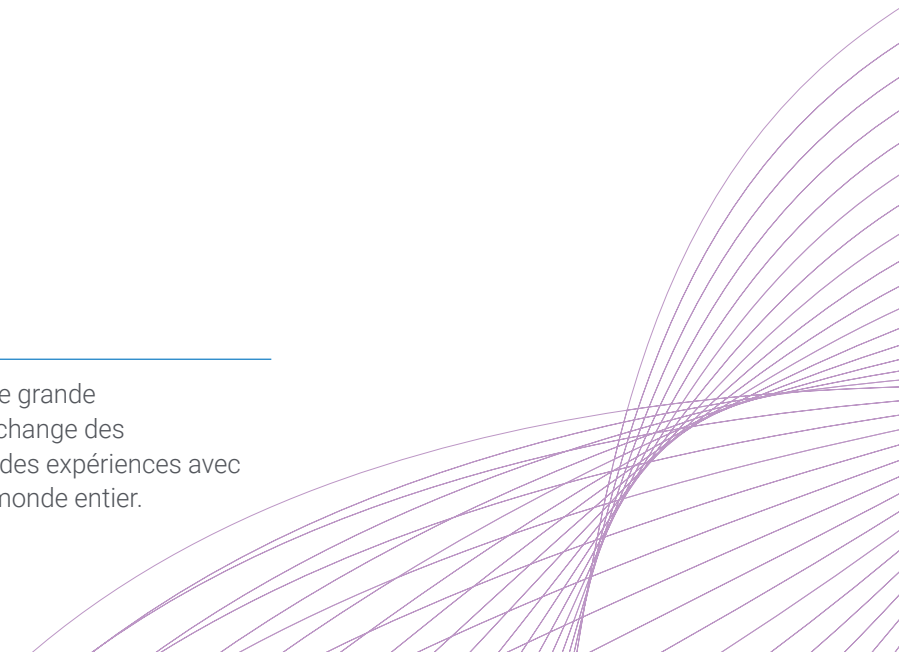 e grande
change des
des expériences avec
monde entier.